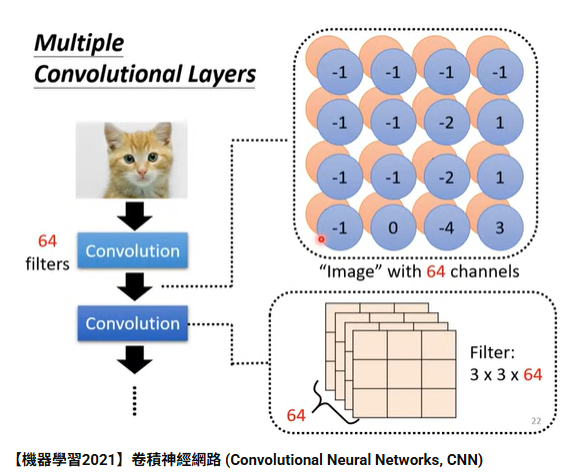 Multiple
Convolutional Layers
-1 -1 -1 -1
-1 -1 -2 1
-1 -1 -2 1
-1 0 -4 3
64
filters
Convolution
"Image" with 64 channels
Convolution
Filter:
3 x 3 x 64
64
22
【機器學習2021】卷積神經網路 (Convolutional Neural Networks, CNN)